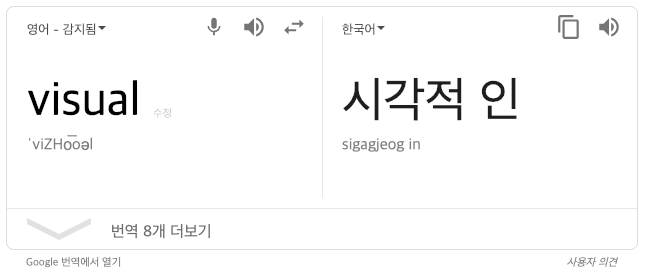 영어 - 감지됨
한국어
visual 수정
ˈviZHo͞oəl
시각적 인
sigagjeog in
번역 8개 더보기
Google 번역에서 열기
사용자 의견